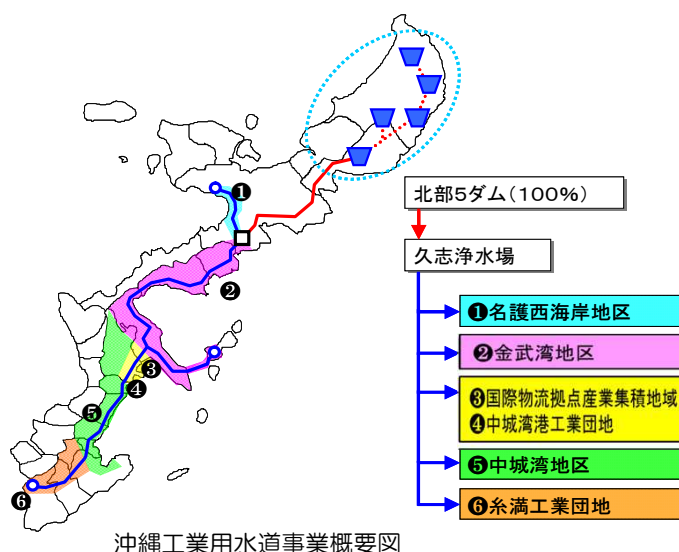 ❶
❷
❸
❹
❺
❻
北部５ダム（１００％）
久志浄水場
❶名護西海岸地区
❷金武湾地区
❸国際物流拠点産業集積地域
❹中城湾港工業団地
❺中城湾地区
❻糸満工業団地
沖縄工業用水道事業概要図